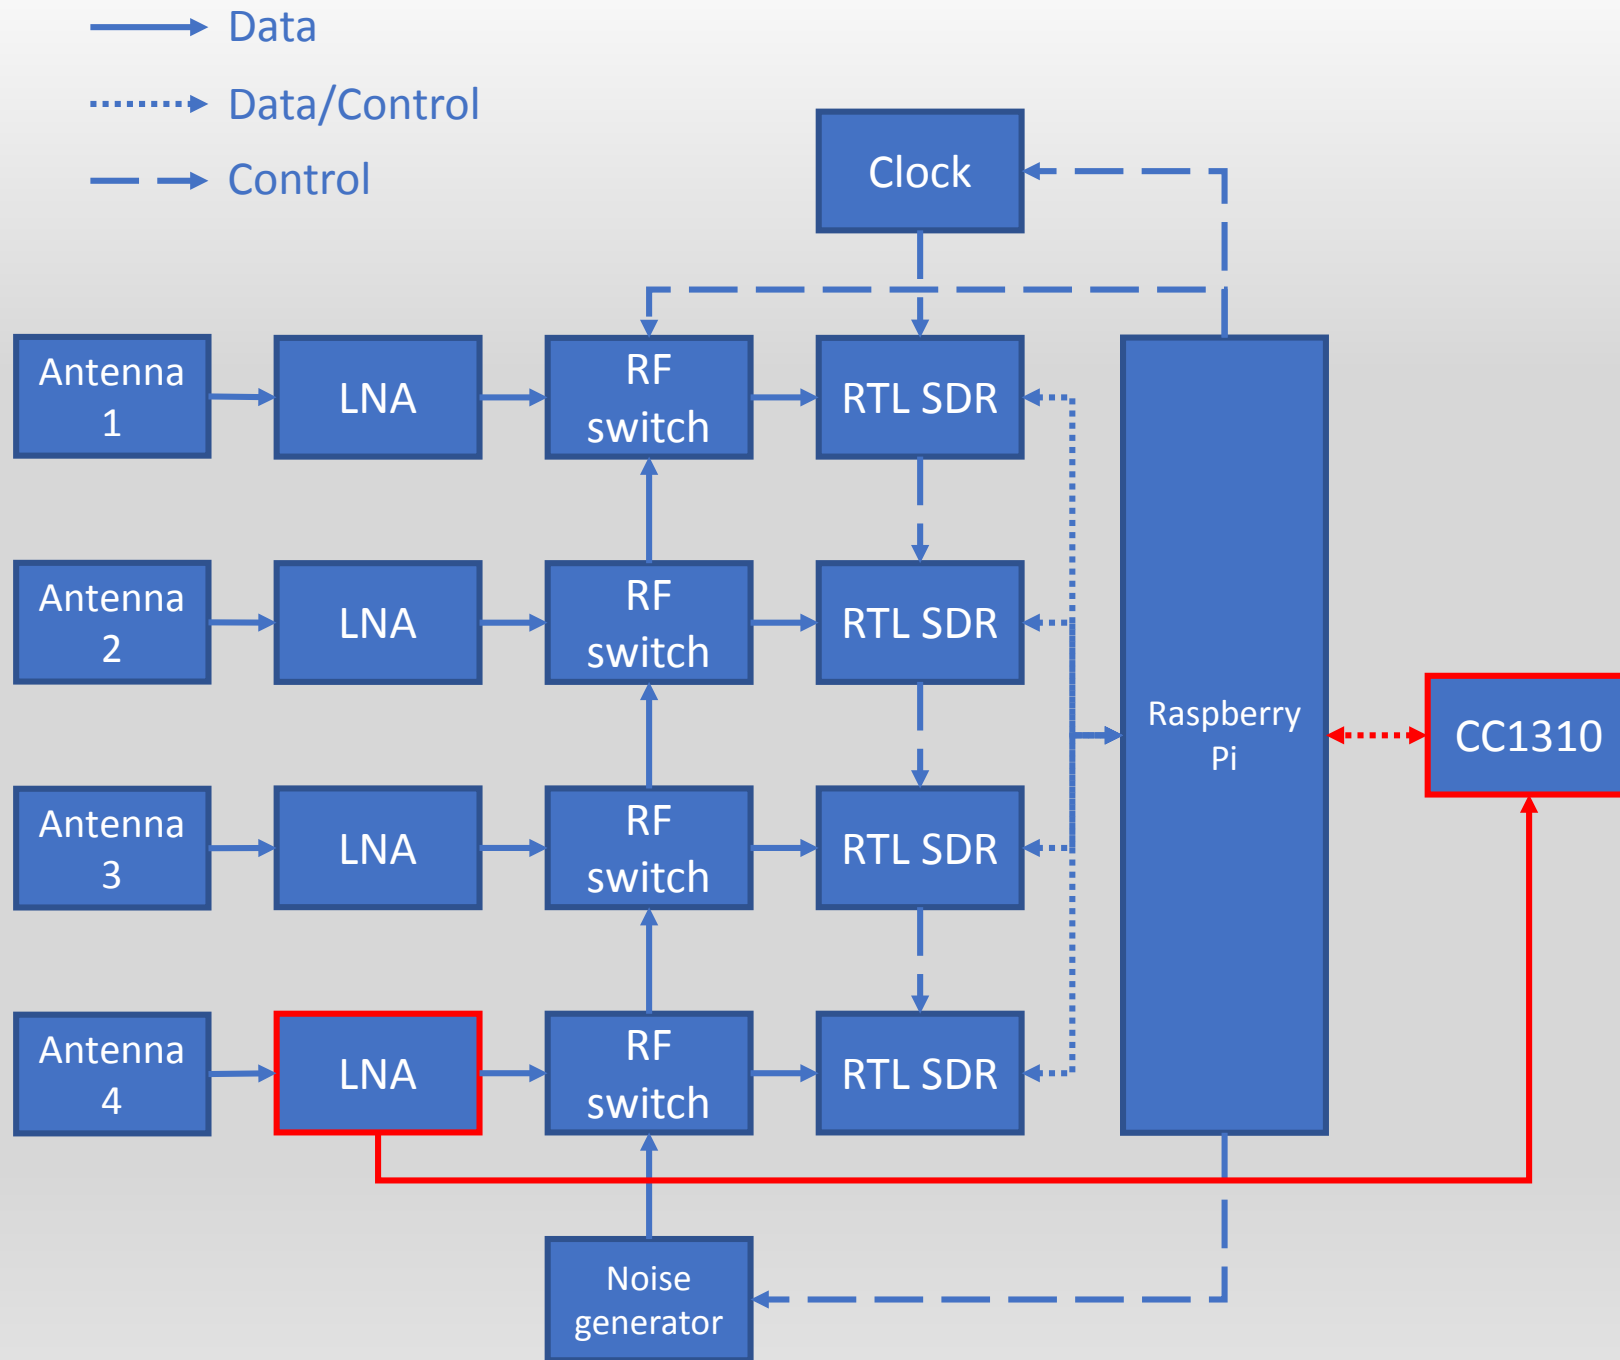 Data
Data/Control
Control
Clock
Antenna
1
LNA
RF
switch
RTL SDR
Antenna
2
LNA
RF
switch
RTL SDR
Raspberry
Pi
CC1310
Antenna
3
LNA
RF
switch
RTL SDR
Antenna
4
LNA
RF
switch
RTL SDR
Noise
generator